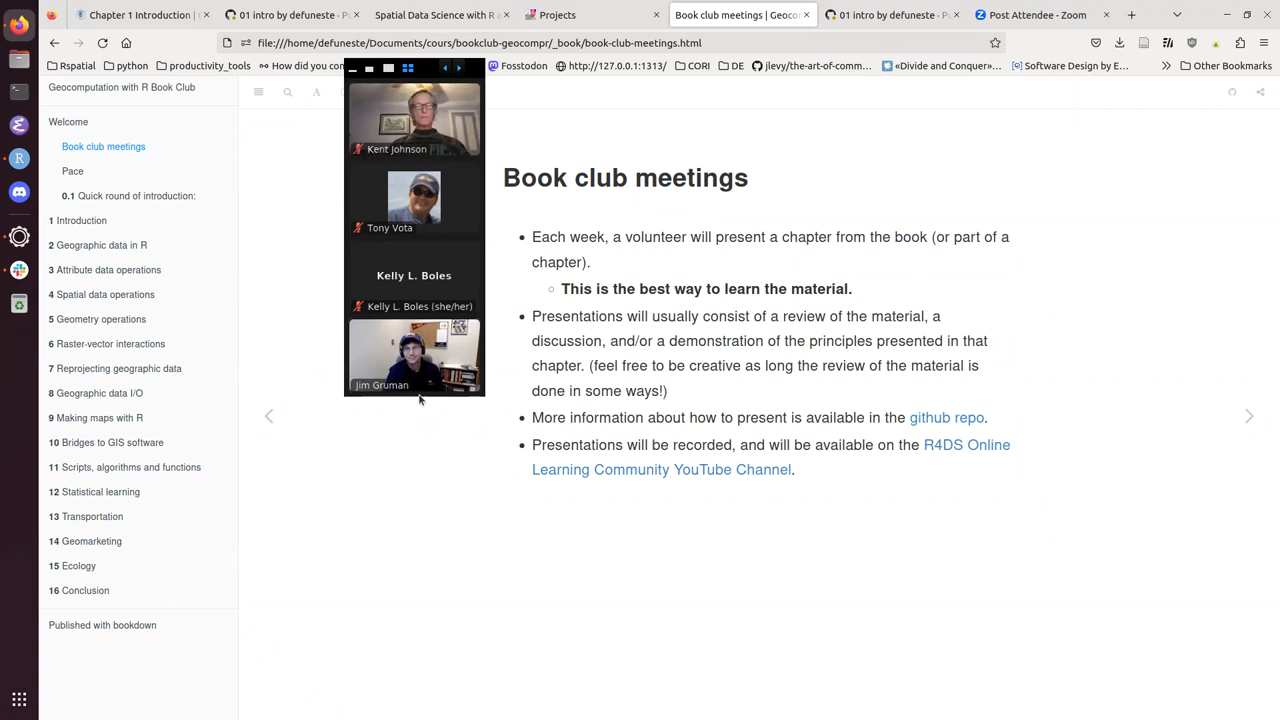 Chapter 1 Introduction | G
01 intro by defuneste · Pu
Spatial Data Science with R a
Projects
Book club meetings | Geoco
01 intro by defuneste · Pu
Post Attendee - Zoom
file:///home/defuneste/Documents/cours/bookclub-geocompr/_book/book-club-meetings.html
Rspatial
python
productivity_tools
How did you con
Fosstodon
http://127.0.0.1:1313/
CORI
DE
jlevy/the-art-of-com...
«Divide and Conquer»...
Software Design by E...
Other Bookmarks
Geocomputation with R Book Club
Welcome
Book club meetings
Pace
0.1 Quick round of introduction:
1 Introduction
2 Geographic data in R
3 Attribute data operations
4 Spatial data operations
5 Geometry operations
6 Raster-vector interactions
7 Reprojecting geographic data
8 Geographic data I/O
9 Making maps with R
10 Bridges to GIS software
11 Scripts, algorithms and functions
12 Statistical learning
13 Transportation
14 Geomarketing
15 Ecology
16 Conclusion
Published with bookdown
Kent Johnson
Tony Vota
Kelly L. Boles
Kelly L. Boles (she/her)
Jim Gruman
Book club meetings
Each week, a volunteer will present a chapter from the book (or part of a
chapter).
This is the best way to learn the material.
Presentations will usually consist of a review of the material, a
discussion, and/or a demonstration of the principles presented in that
chapter. (feel free to be creative as long the review of the material is
done in some ways!)
More information about how to present is available in the github repo.
Presentations will be recorded, and will be available on the R4DS Online
Learning Community YouTube Channel.